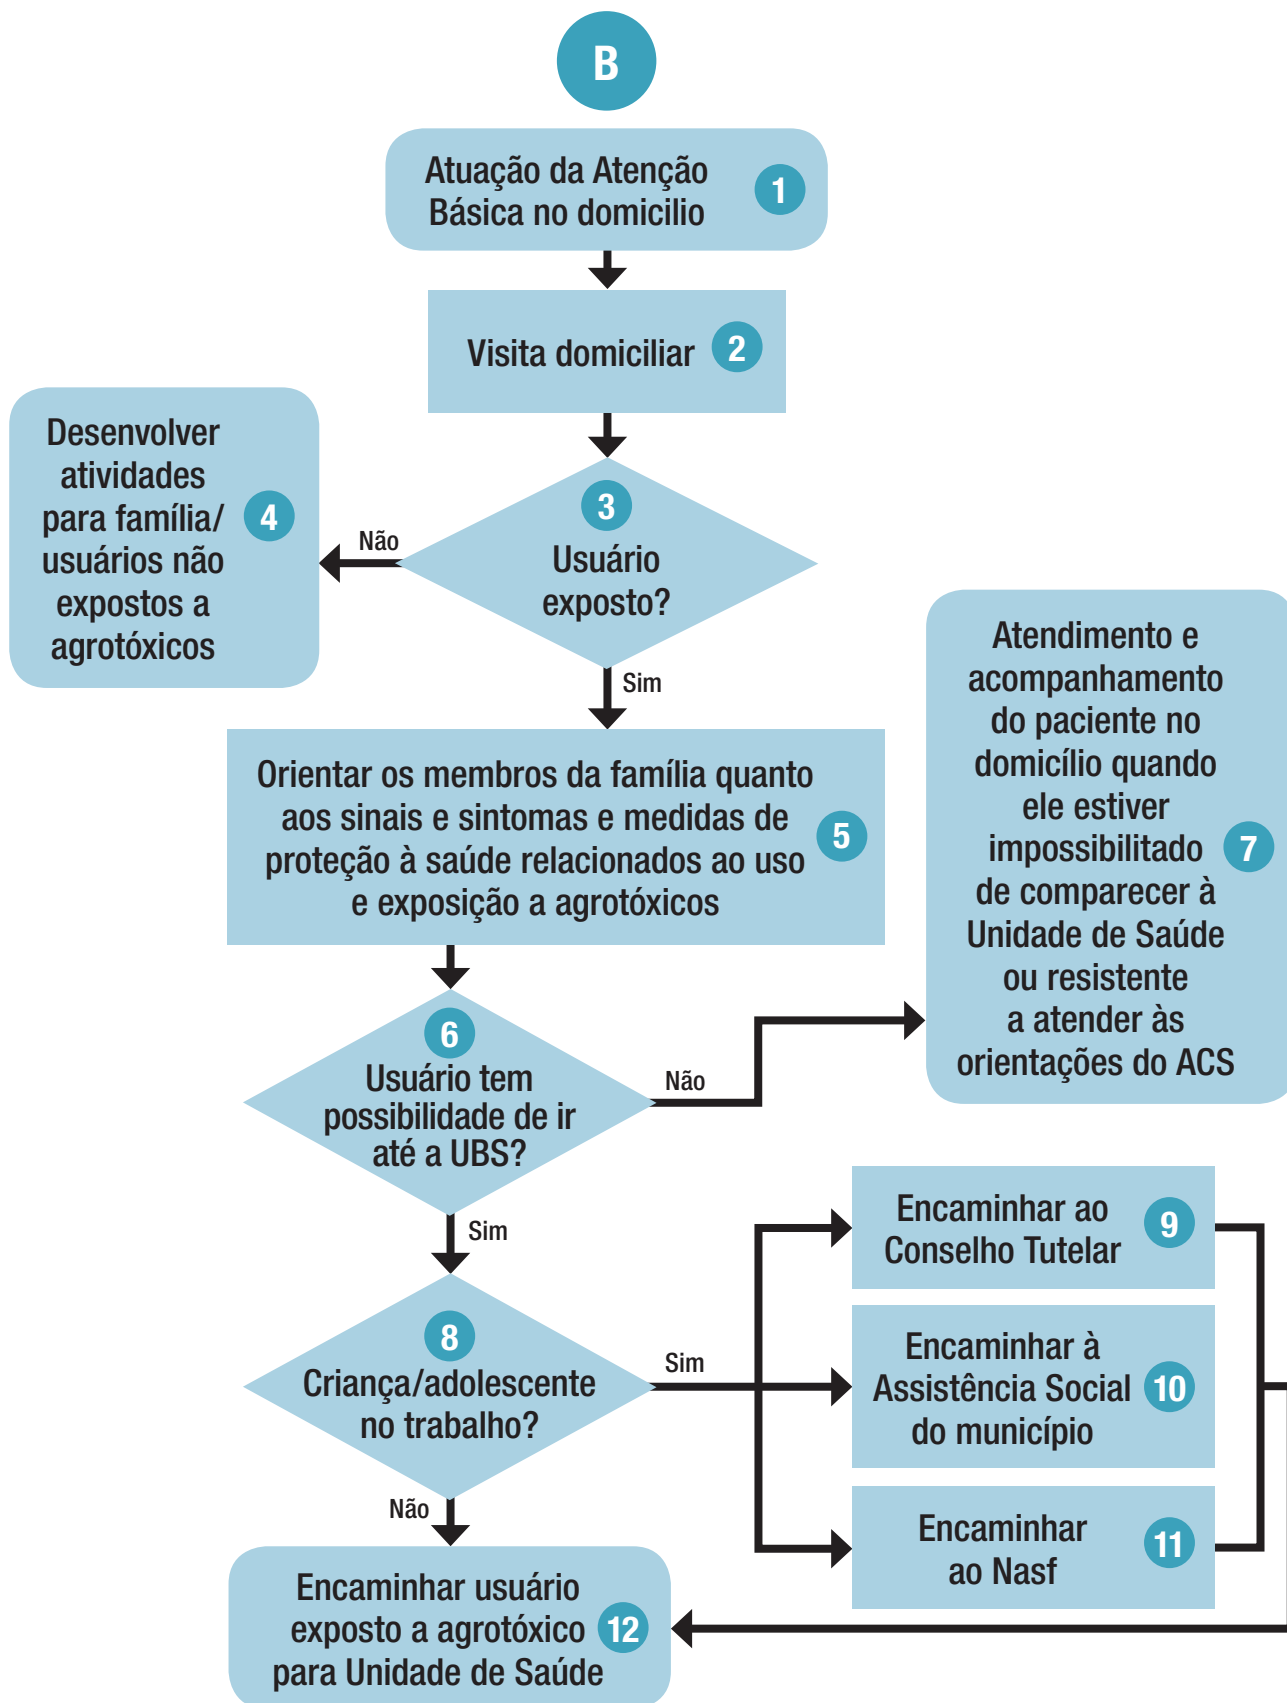 B
Atuação da Atenção
Básica no domicilio
1
Visita domiciliar
2
3
Usuário
exposto?
Não
Desenvolver
atividades
para família/
usuários não
expostos a
agrotóxicos
4
Sim
Orientar os membros da família quanto
aos sinais e sintomas e medidas de
proteção à saúde relacionados ao uso
e exposição a agrotóxicos
5
6
Usuário tem
possibilidade de ir
até a UBS?
Não
Atendimento e
acompanhamento
do paciente no
domicílio quando
ele estiver
impossibilitado
de comparecer à
Unidade de Saúde
ou resistente
a atender às
orientações do ACS
7
Sim
8
Criança/adolescente
no trabalho?
Sim
Encaminhar ao
Conselho Tutelar
9
Encaminhar à
Assistência Social
do município
10
Encaminhar
ao Nasf
11
Não
Encaminhar usuário
exposto a agrotóxico
para Unidade de Saúde
12